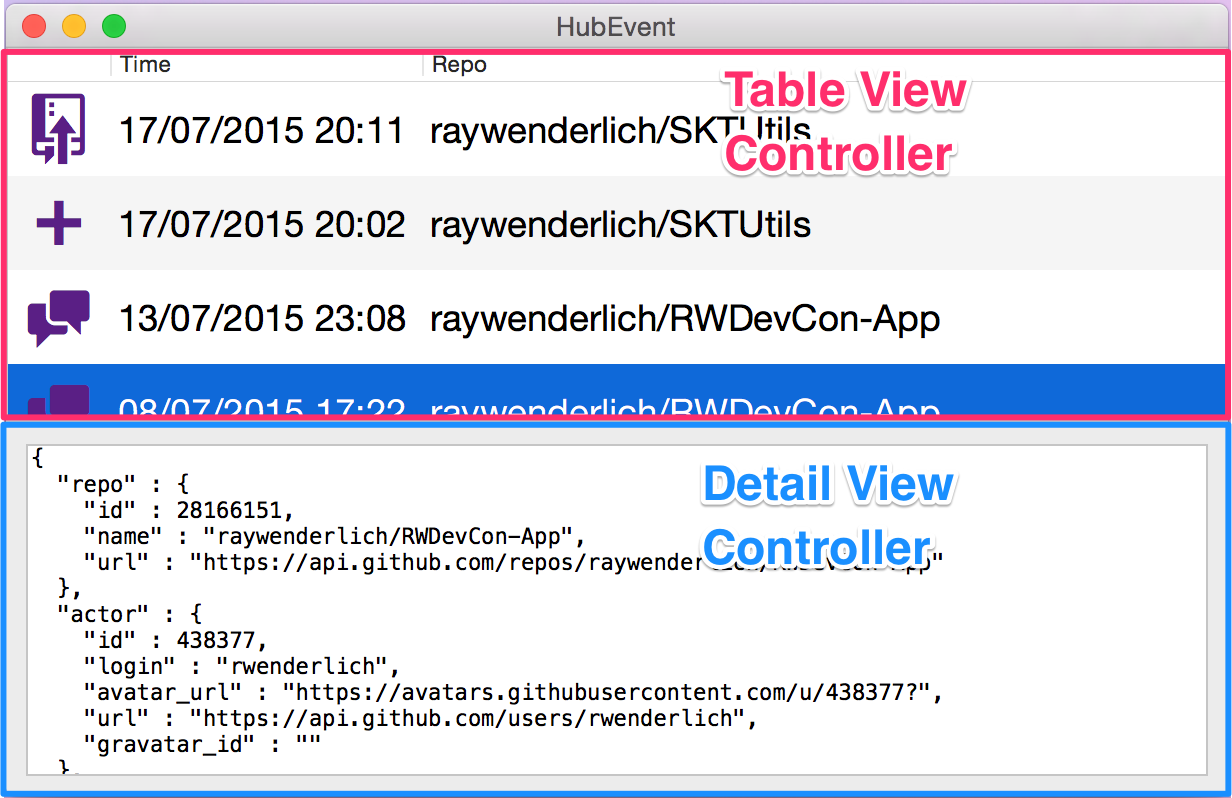 HubEvent
Time Repo
Table View
Controller
17/07/2015 20:11 raywenderlich/SKTUtils
17/07/2015 20:02 raywenderlich/SKTUtils
13/07/2015 23:08 raywenderlich/RWDevCon-App
08/07/2015 17:22 raywenderlich/RWDevCon-App
Detail View
Controller
{
"repo" : {
"id" : 28166151,
"name" : "raywenderlich/RWDevCon-App",
"url" : "https://api.github.com/repos/raywenderlich/RWDevCon-App"
},
"actor" : {
"id" : 438377,
"login" : "rwenderlich",
"avatar_url" : "https://avatars.githubusercontent.com/u/438377?",
"url" : "https://api.github.com/users/rwenderlich",
"gravatar_id" : ""
},